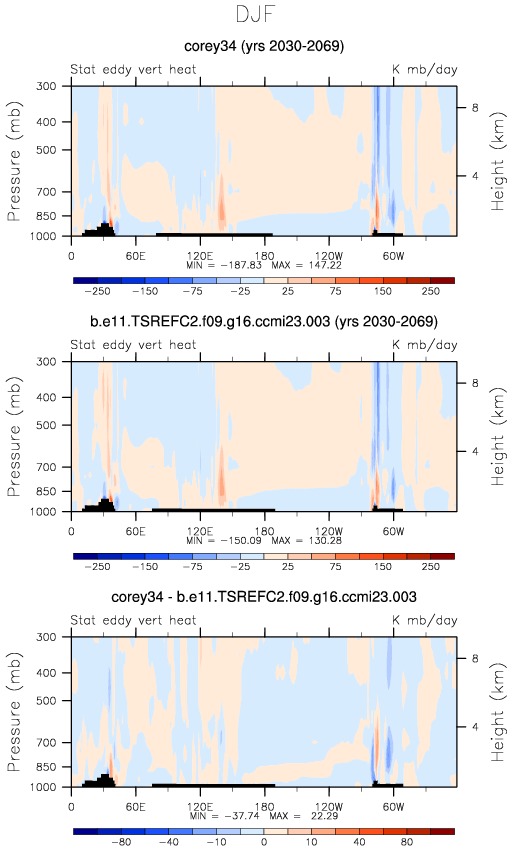 DJF
corey34 (yrs 2030-2069)
Stat eddy vert heat K mb/day
300
400
500
700
850
1000
Pressure (mb)
8
4
Height (km)
0 60E 120E 180 120W 60W
MIN = -187.83 MAX = 147.22
-250 -150 -75 -25 25 75 150 250
b.e11.TSREFC2.f09.g16.ccmi23.003 (yrs 2030-2069)
Stat eddy vert heat K mb/day
300
400
500
700
850
1000
Pressure (mb)
8
4
Height (km)
0 60E 120E 180 120W 60W
MIN = -150.09 MAX = 130.28
-250 -150 -75 -25 25 75 150 250
corey34 - b.e11.TSREFC2.f09.g16.ccmi23.003
Stat eddy vert heat K mb/day
300
400
500
700
850
1000
Pressure (mb)
8
4
Height (km)
0 60E 120E 180 120W 60W
MIN = -37.74 MAX = 22.29
-80 -40 -10 0 10 40 80